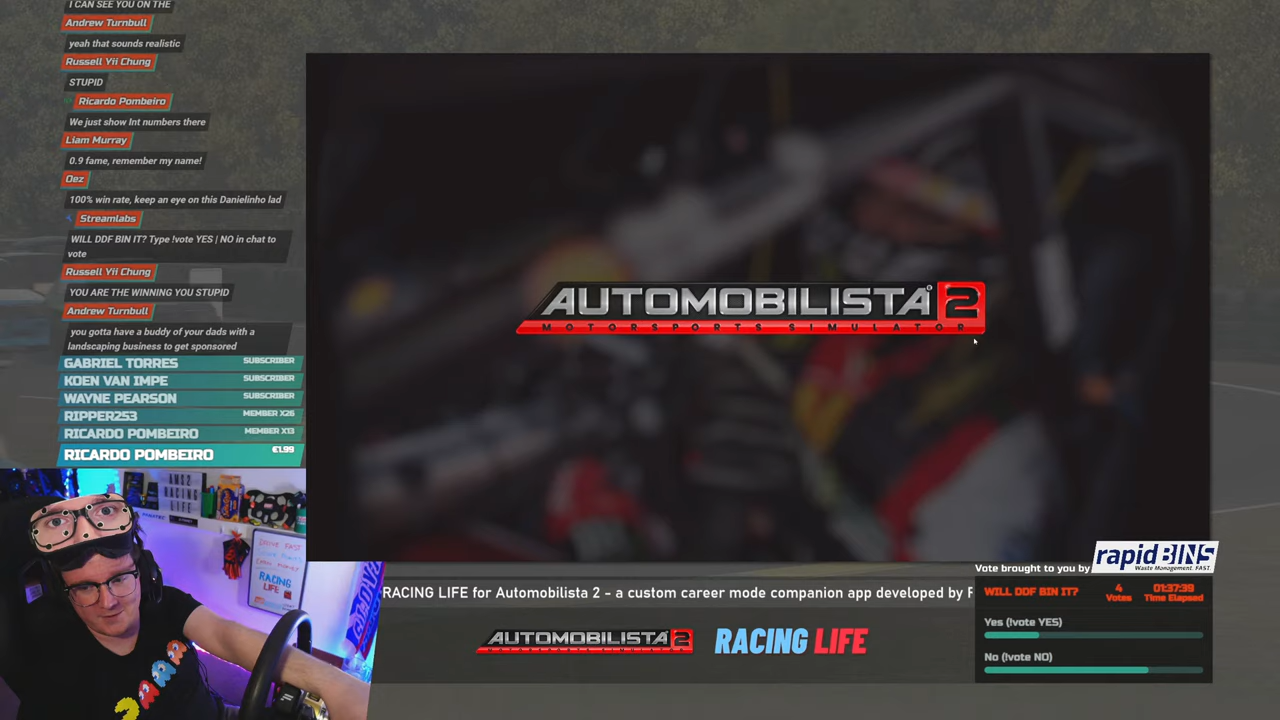 I CAN SEE YOU ON THE
Andrew Turnbull
yeah that sounds realistic
Russell Yii Chung
STUPID
Ricardo Pombeiro
We just show Int numbers there
Liam Murray
0.9 fame, remember my name!
Oez
100% win rate, keep an eye on this Danielinho lad
Streamlabs
WILL DDF BIN IT? Type !vote YES | NO in chat to
vote
Russell Yii Chung
YOU ARE THE WINNING YOU STUPID
Andrew Turnbull
you gotta have a buddy of your dads with a
landscaping business to get sponsored
GABRIEL TORRES SUBSCRIBER
KOEN VAN IMPE SUBSCRIBER
WAYNE PEARSON SUBSCRIBER
RIPPER253 MEMBER X26
RICARDO POMBEIRO MEMBER X13
RICARDO POMBEIRO €1.99
AUTOMOBILISTA 2
MOTORSPORTS SIMULATOR
AMS2
RACING
LIFE
RACING
LIFE
RACING LIFE for Automobilista 2 - a custom career mode companion app developed by
AUTOMOBILISTA 2
RACING LIFE
Vote brought to you by
rapidBINS
Waste Management. FAST.
WILL DDF BIN IT?
4
Votes
01:37:39
Time Elapsed
Yes (!vote YES)
No (!vote NO)